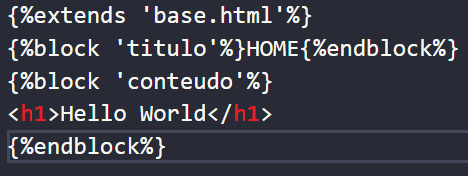 {%extends 'base.html'%}
{%block 'titulo'%}HOME{%endblock%}
{%block 'conteudo'%}
<h1>Hello World</h1>
{%endblock%}